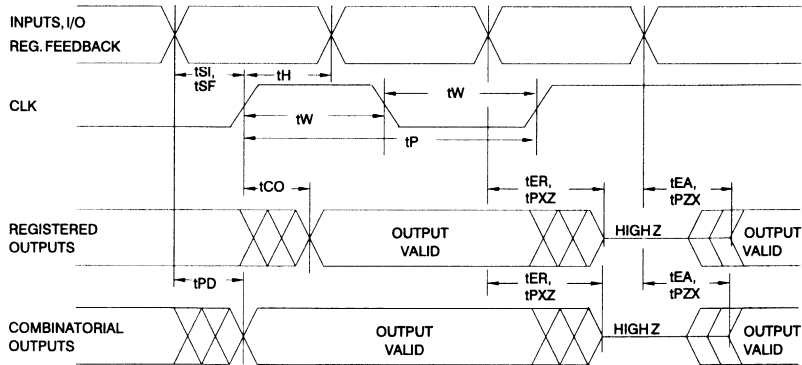 INPUTS, I/O
REG. FEEDBACK
tSI,
tSF
tH
CLK
tW
tW
tP
tCO
tER,
tPXZ
tEA,
tPZX
REGISTERED
OUTPUTS
OUTPUT
VALID
HIGH Z
OUTPUT
VALID
tPD
tER,
tPXZ
tEA,
tPZX
COMBINATORIAL
OUTPUTS
OUTPUT
VALID
HIGH Z
OUTPUT
VALID